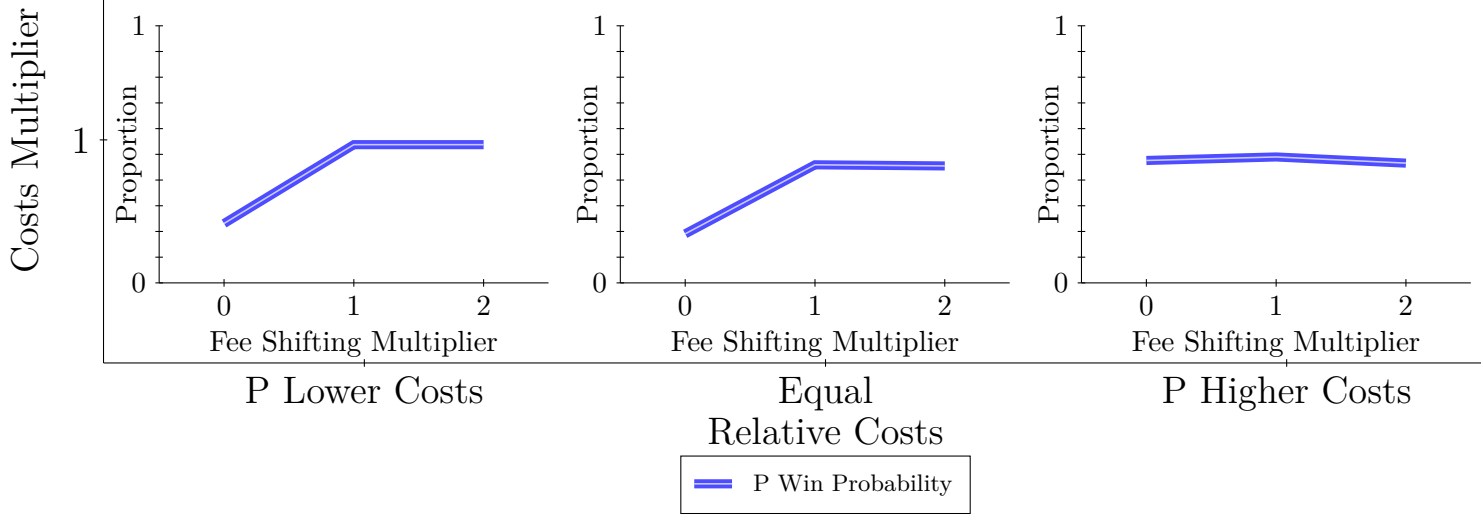 Costs Multiplier
1
1
Proportion
0
0 1 2
Fee Shifting Multiplier
1
Proportion
0
0 1 2
Fee Shifting Multiplier
1
Proportion
0
0 1 2
Fee Shifting Multiplier
P Lower Costs
Equal
P Higher Costs
Relative Costs
P Win Probability